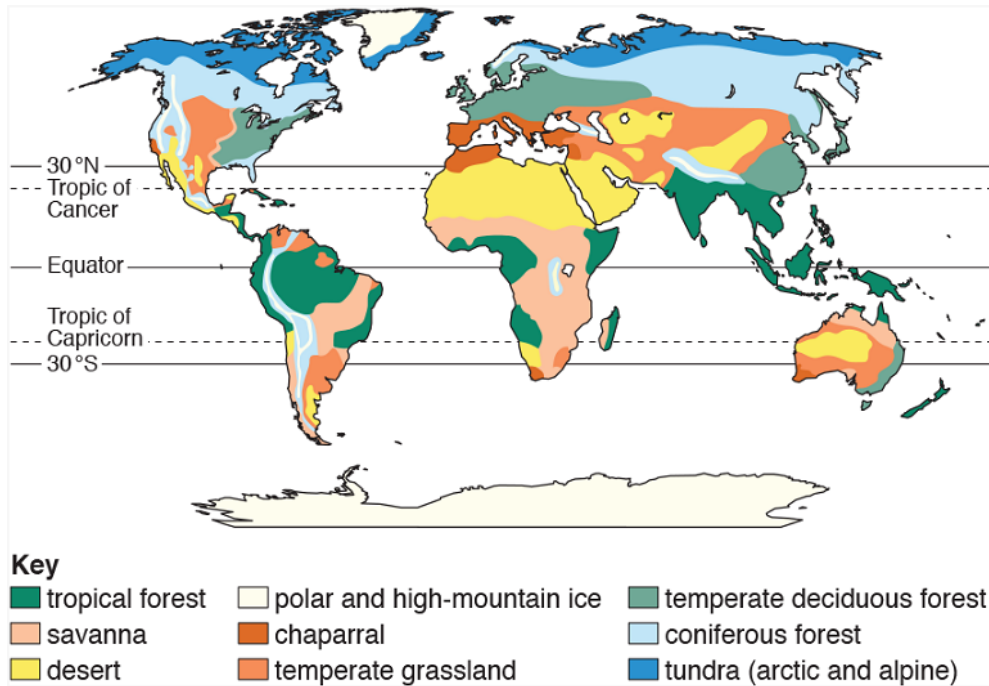 30 °N
Tropic of
Cancer
Equator
Tropic of
Capricorn
30 °S
Key
tropical forest
polar and high-mountain ice
temperate deciduous forest
savanna
chaparral
coniferous forest
desert
temperate grassland
tundra (arctic and alpine)